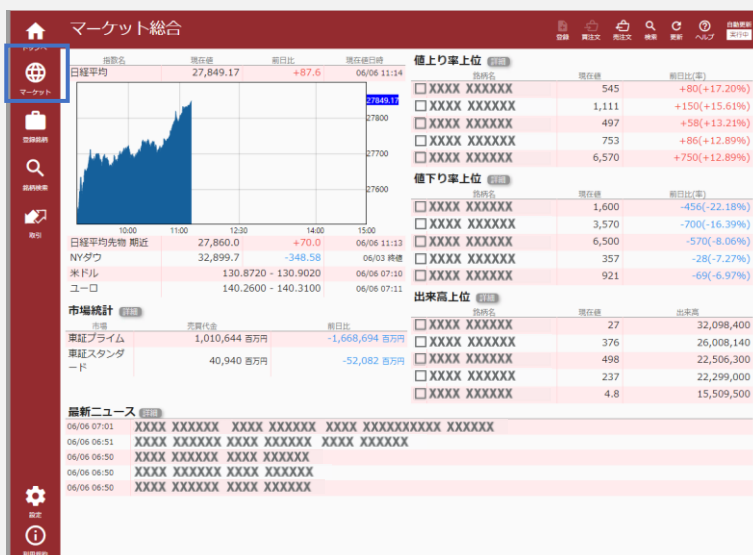 マーケット総合
登録
買注文
売注文
検索
更新
ヘルプ
自動更新
実行中
マーケット
登録銘柄
銘柄検索
取引
設定
指数名 現在値 前日比 現在値日時
日経平均 27,849.17 +87.6 06/06 11:14
27849.17
27800
27700
27600
10:00 11:00 12:30 14:00 15:00
日経平均先物 期近 27,860.0 +70.0 06/06 11:13
NYダウ 32,899.7 -348.58 06/03 終値
米ドル 130.8720 - 130.9020 06/06 07:10
ユーロ 140.2600 - 140.3100 06/06 07:11
市場統計 詳細
市場 売買代金 前日比
東証プライム 1,010,644 百万円 -1,668,694 百万円
東証スタンダ
ード 40,940 百万円 -52,082 百万円
値上り率上位 詳細
銘柄名 現在値 前日比(率)
XXXX XXXXXX 545 +80(+17.20%)
XXXX XXXXXX 1,111 +150(+15.61%)
XXXX XXXXXX 497 +58(+13.21%)
XXXX XXXXXX 753 +86(+12.89%)
XXXX XXXXXX 6,570 +750(+12.89%)
値下り率上位 詳細
銘柄名 現在値 前日比(率)
XXXX XXXXXX 1,600 -456(-22.18%)
XXXX XXXXXX 3,570 -700(-16.39%)
XXXX XXXXXX 6,500 -570(-8.06%)
XXXX XXXXXX 357 -28(-7.27%)
XXXX XXXXXX 921 -69(-6.97%)
出来高上位 詳細
銘柄名 現在値 出来高
XXXX XXXXXX 27 32,098,400
XXXX XXXXXX 376 26,008,140
XXXX XXXXXX 498 22,506,300
XXXX XXXXXX 237 22,299,000
XXXX XXXXXX 4.8 15,509,500
最新ニュース 詳細
06/06 07:01 XXXX XXXXXX XXXX XXXXXX XXXX XXXXXXXXXX XXXXXX
06/06 06:51 XXXX XXXXXX XXXX XXXXXX XXXX XXXXXX
06/06 06:50 XXXX XXXXXX XXXX XXXXXX
06/06 06:50 XXXX XXXXXX XXXX XXXXXX
06/06 06:50 XXXX XXXXXX XXXX XXXXXX